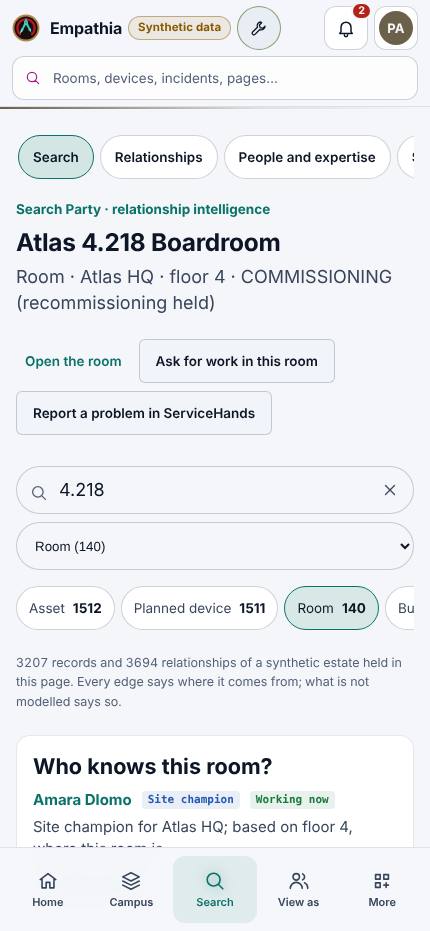 Empathia
Synthetic data
2
PA
Rooms, devices, incidents, pages...
Search
Relationships
People and expertise
Search Party · relationship intelligence
Atlas 4.218 Boardroom
Room · Atlas HQ · floor 4 · COMMISSIONING
(recommissioning held)
Open the room
Ask for work in this room
Report a problem in ServiceHands
4.218
Room (140)
Asset 1512
Planned device 1511
Room 140
Bu
3207 records and 3694 relationships of a synthetic estate held in
this page. Every edge says where it comes from; what is not
modelled says so.
Who knows this room?
Amara Dlomo Site champion Working now
Site champion for Atlas HQ; based on floor 4,
where this room is
Home
Campus
Search
View as
More